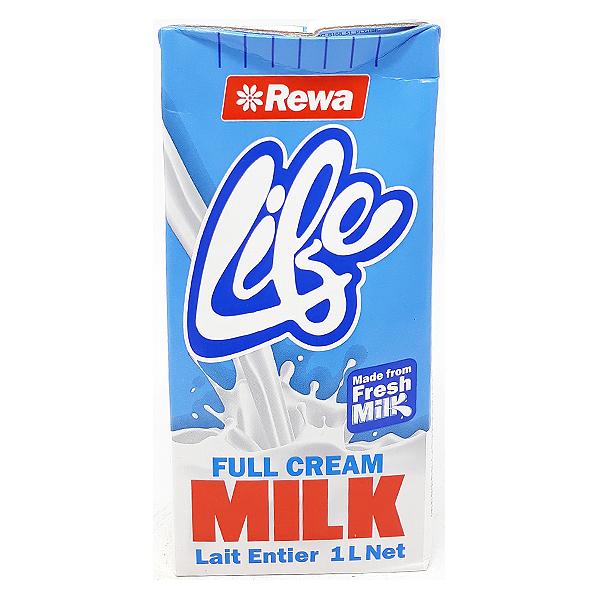 Rewa
Life
Made from
Fresh
Milk
FULL CREAM
MILK
Lait Entier 1 L Net